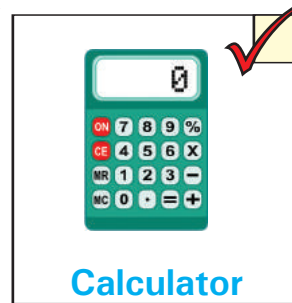 0
ON 7 8 9 %
CE 4 5 6 X
MR 1 2 3 −
MC 0 · = +
Calculator